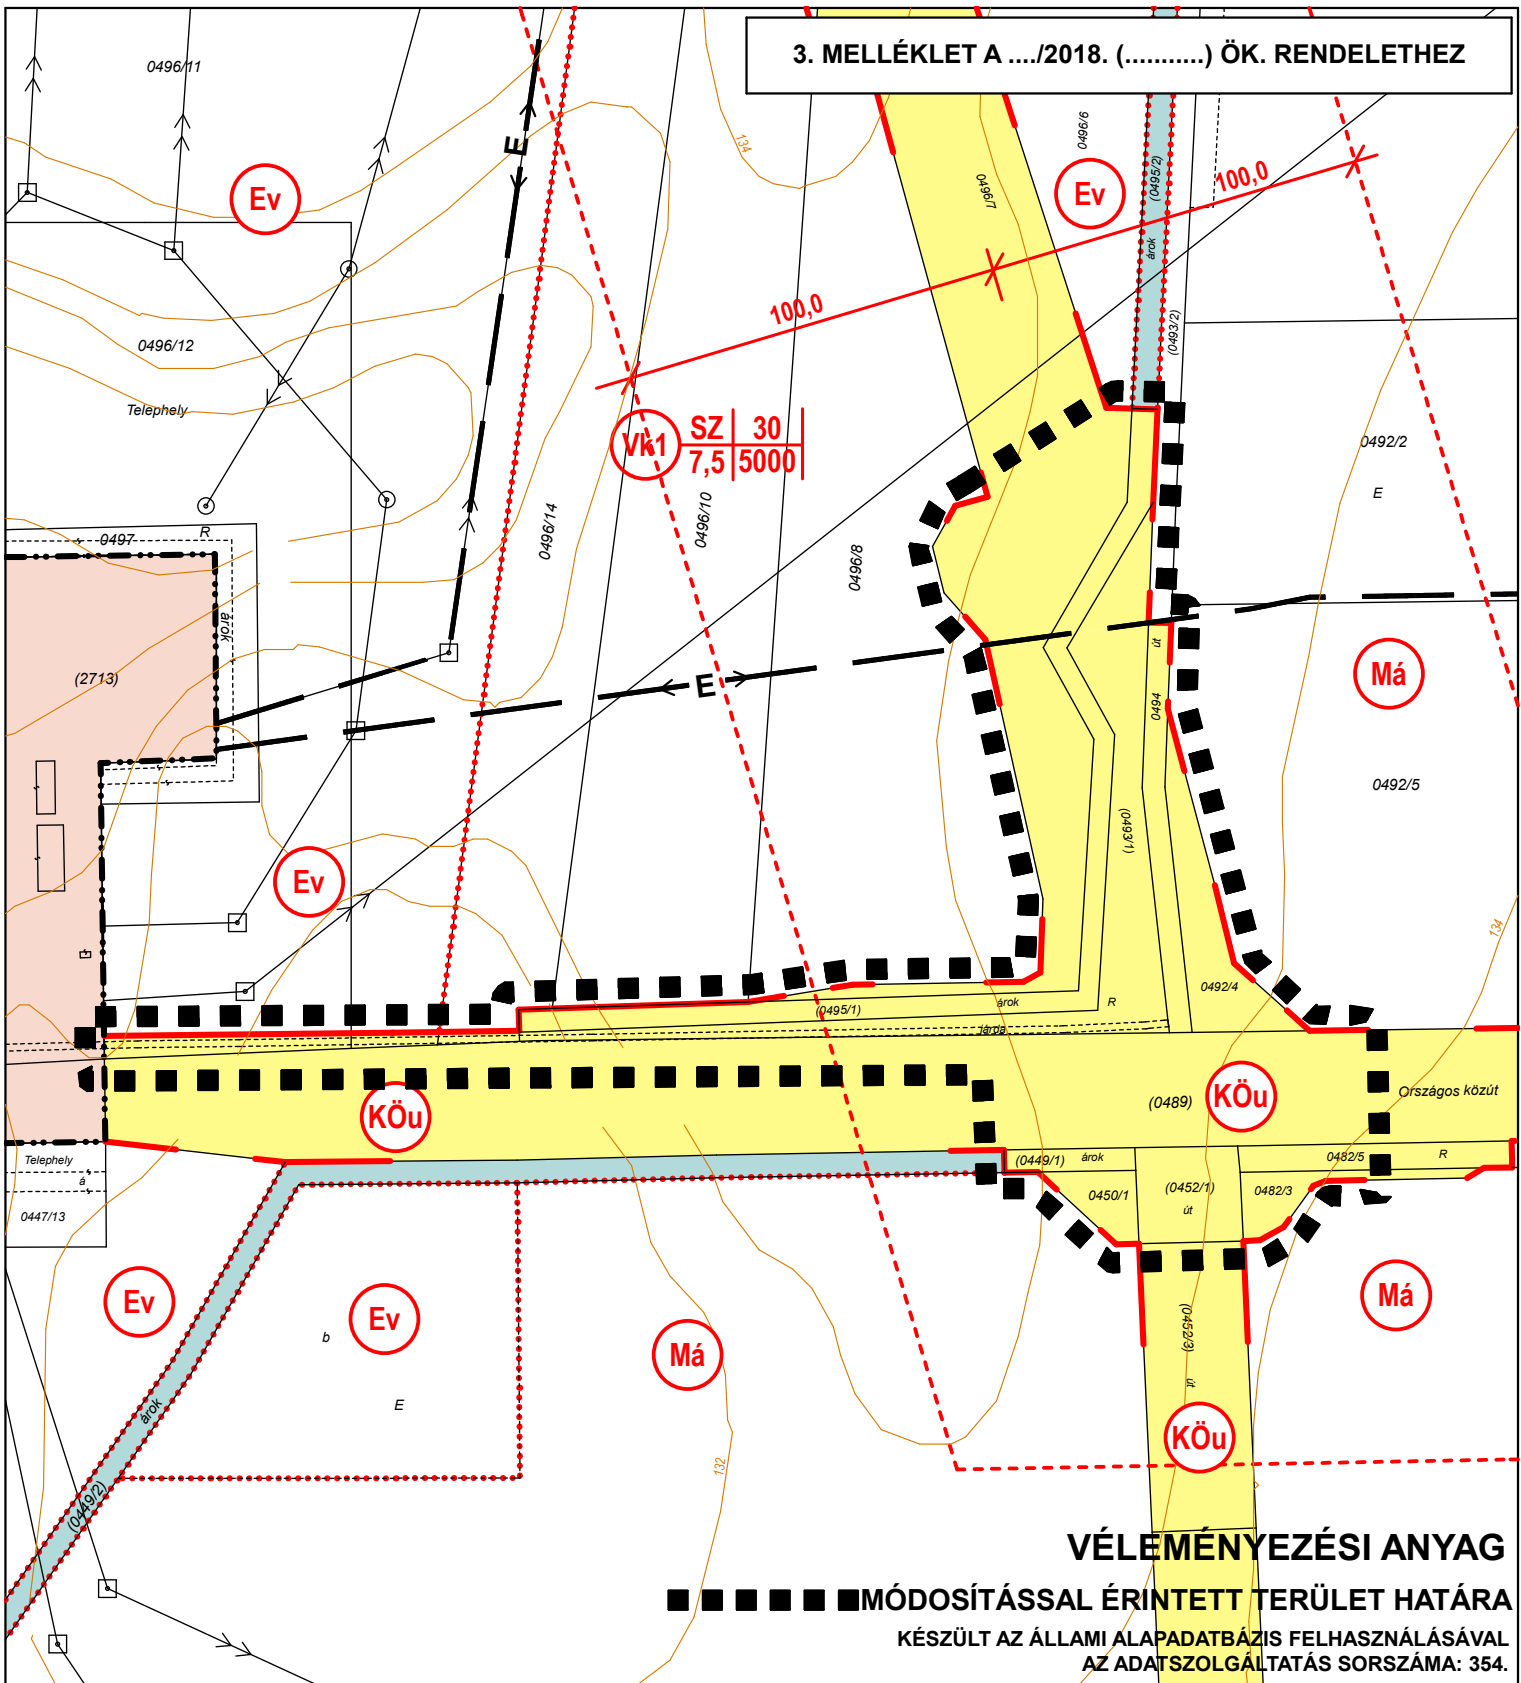 3. MELLÉKLET A ..../2018. (...........) ÖK. RENDELETHEZ
0496/11
Ev
E
134
0496/7
0496/6
Ev
(0495/2)
árok
100,0
100,0
(0493/2)
0496/12
Telephely
Vk1
SZ 30
7,5 5000
0492/2
E
0496/14
0496/10
0496/8
0497
R
árok
(2713)
E
út
0494
Má
0492/5
(0493/1)
Ev
134
0492/4
(0495/1)
árok
R
járda
KÖu
KÖu
(0489)
Országos közút
Telephely
á
0447/13
(0449/1)
árok
0450/1
(0452/1)
út
0482/5
R
0482/3
Ev
Ev
b
E
Má
Má
(0452/3)
út
KÖu
árok
(0449/2)
132
VÉLEMÉNYEZÉSI ANYAG
MÓDOSÍTÁSSAL ÉRINTETT TERÜLET HATÁRA
KÉSZÜLT AZ ÁLLAMI ALAPADATBÁZIS FELHASZNÁLÁSÁVAL
AZ ADATSZOLGÁLTATÁS SORSZÁMA: 354.